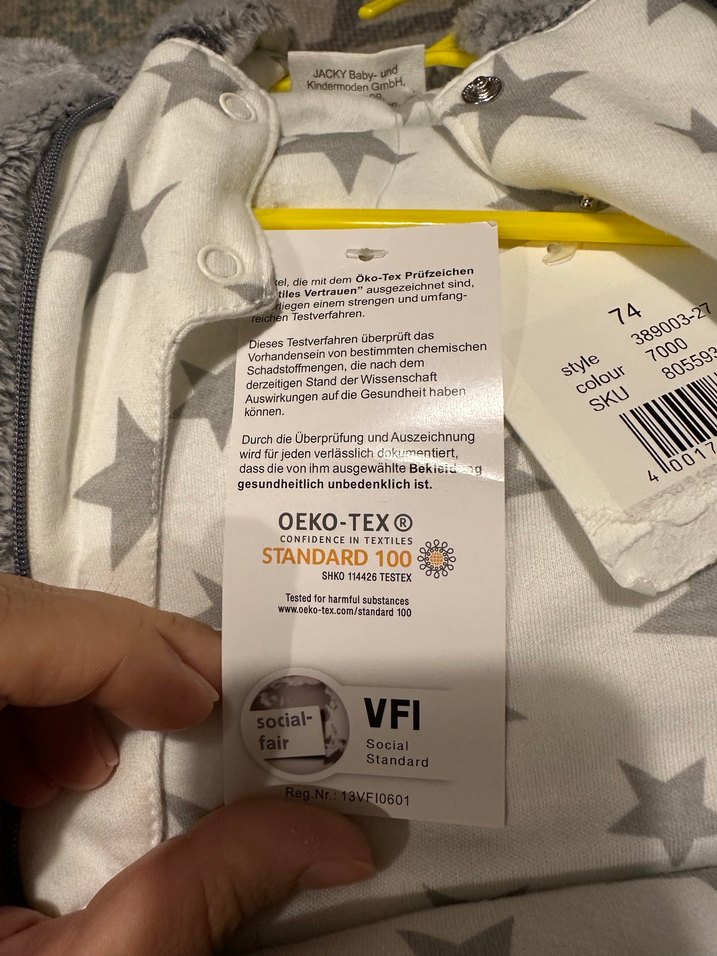 JACKY Baby- und
Kindermoden GmbH,
die mit dem Öko-Tex Prüfzeichen
Vertrauen" ausgezeichnet sind,
einem strengen und umfang-
reichen Testverfahren.
Dieses Testverfahren überprüft das
Vorhandensein von bestimmten chemischen
Schadstoffmengen, die nach dem
derzeitigen Stand der Wissenschaft
Auswirkungen auf die Gesundheit haben
können.
Durch die Überprüfung und Auszeichnung
wird für jeden verlässlich dokumentiert,
dass die von ihm ausgewählte Bekleidung
gesundheitlich unbedenklich ist.
OEKO-TEX®
CONFIDENCE IN TEXTILES
STANDARD 100
SHKO 114426 TESTEX
Tested for harmful substances
www.oeko-tex.com/standard 100
social-
fair
VFI
Social
Standard
Reg.Nr.: 13VFI0601
74
style 389003-27
colour 7000
SKU 805593
4 0017